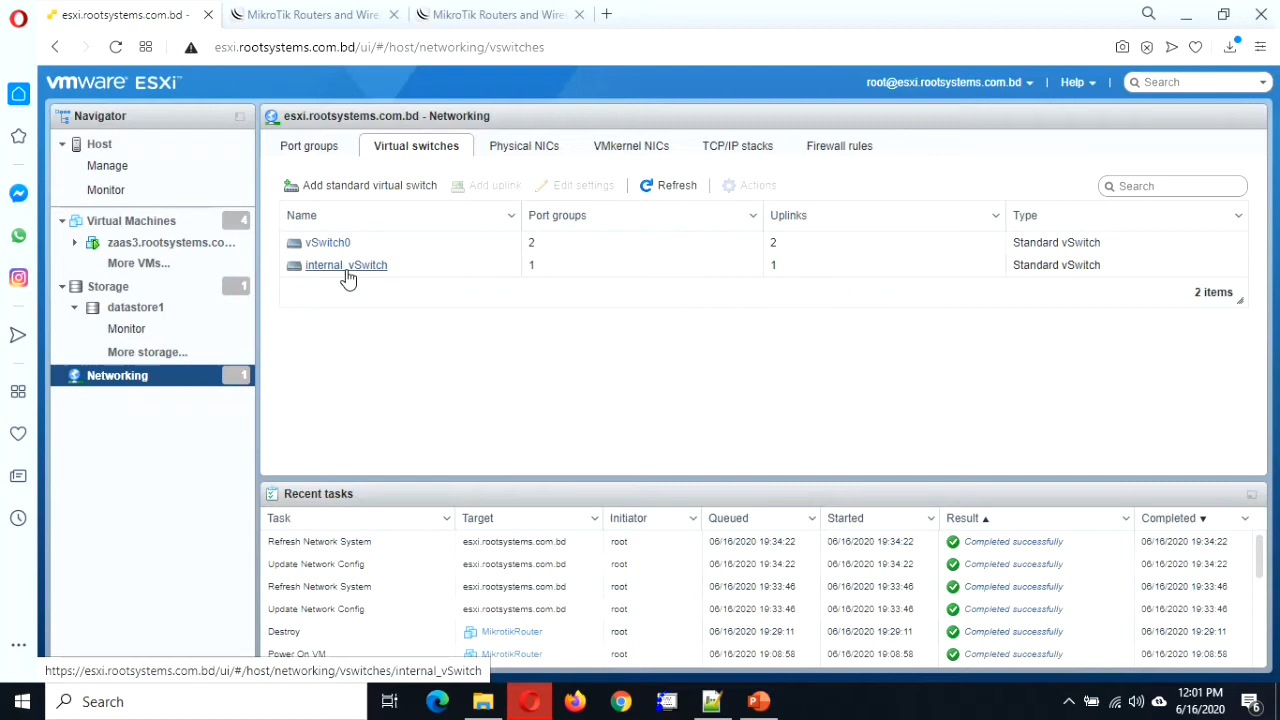 esxi.rootsystems.com.bd -
MikroTik Routers and Wire
MikroTik Routers and Wire
esxi.rootsystems.com.bd/ui/#/host/networking/vswitches
vmware ESXi™
root@esxi.rootsystems.com.bd
Help
Search
Navigator
esxi.rootsystems.com.bd - Networking
Host
Manage
Monitor
Virtual Machines 4
zaas3.rootsystems.co...
More VMs...
Storage 1
datastore1
Monitor
More storage...
Networking 1
Port groups
Virtual switches
Physical NICs
VMkernel NICs
TCP/IP stacks
Firewall rules
Add standard virtual switch
Add uplink
Edit settings
Refresh
Actions
Search
Name Port groups Uplinks Type
vSwitch0 2 2 Standard vSwitch
internal_vSwitch 1 1 Standard vSwitch
2 items
Recent tasks
Task Target Initiator Queued Started Result ▲ Completed ▼
Refresh Network System esxi.rootsystems.com.bd root 06/16/2020 19:34:22 06/16/2020 19:34:22 Completed successfully 06/16/2020 19:34:22
Update Network Config esxi.rootsystems.com.bd root 06/16/2020 19:34:22 06/16/2020 19:34:22 Completed successfully 06/16/2020 19:34:22
Refresh Network System esxi.rootsystems.com.bd root 06/16/2020 19:33:46 06/16/2020 19:33:46 Completed successfully 06/16/2020 19:33:46
Update Network Config esxi.rootsystems.com.bd root 06/16/2020 19:33:46 06/16/2020 19:33:46 Completed successfully 06/16/2020 19:33:46
Destroy MikrotikRouter root 06/16/2020 19:29:11 06/16/2020 19:29:11 Completed successfully 06/16/2020 19:29:11
Power On VM MikrotikRouter root 06/16/2020 19:08:58 06/16/2020 19:08:58 Completed successfully 06/16/2020 19:08:58
https://esxi.rootsystems.com.bd/ui/#/host/networking/vswitches/internal_vSwitch
Search
12:01 PM
6/16/2020
6